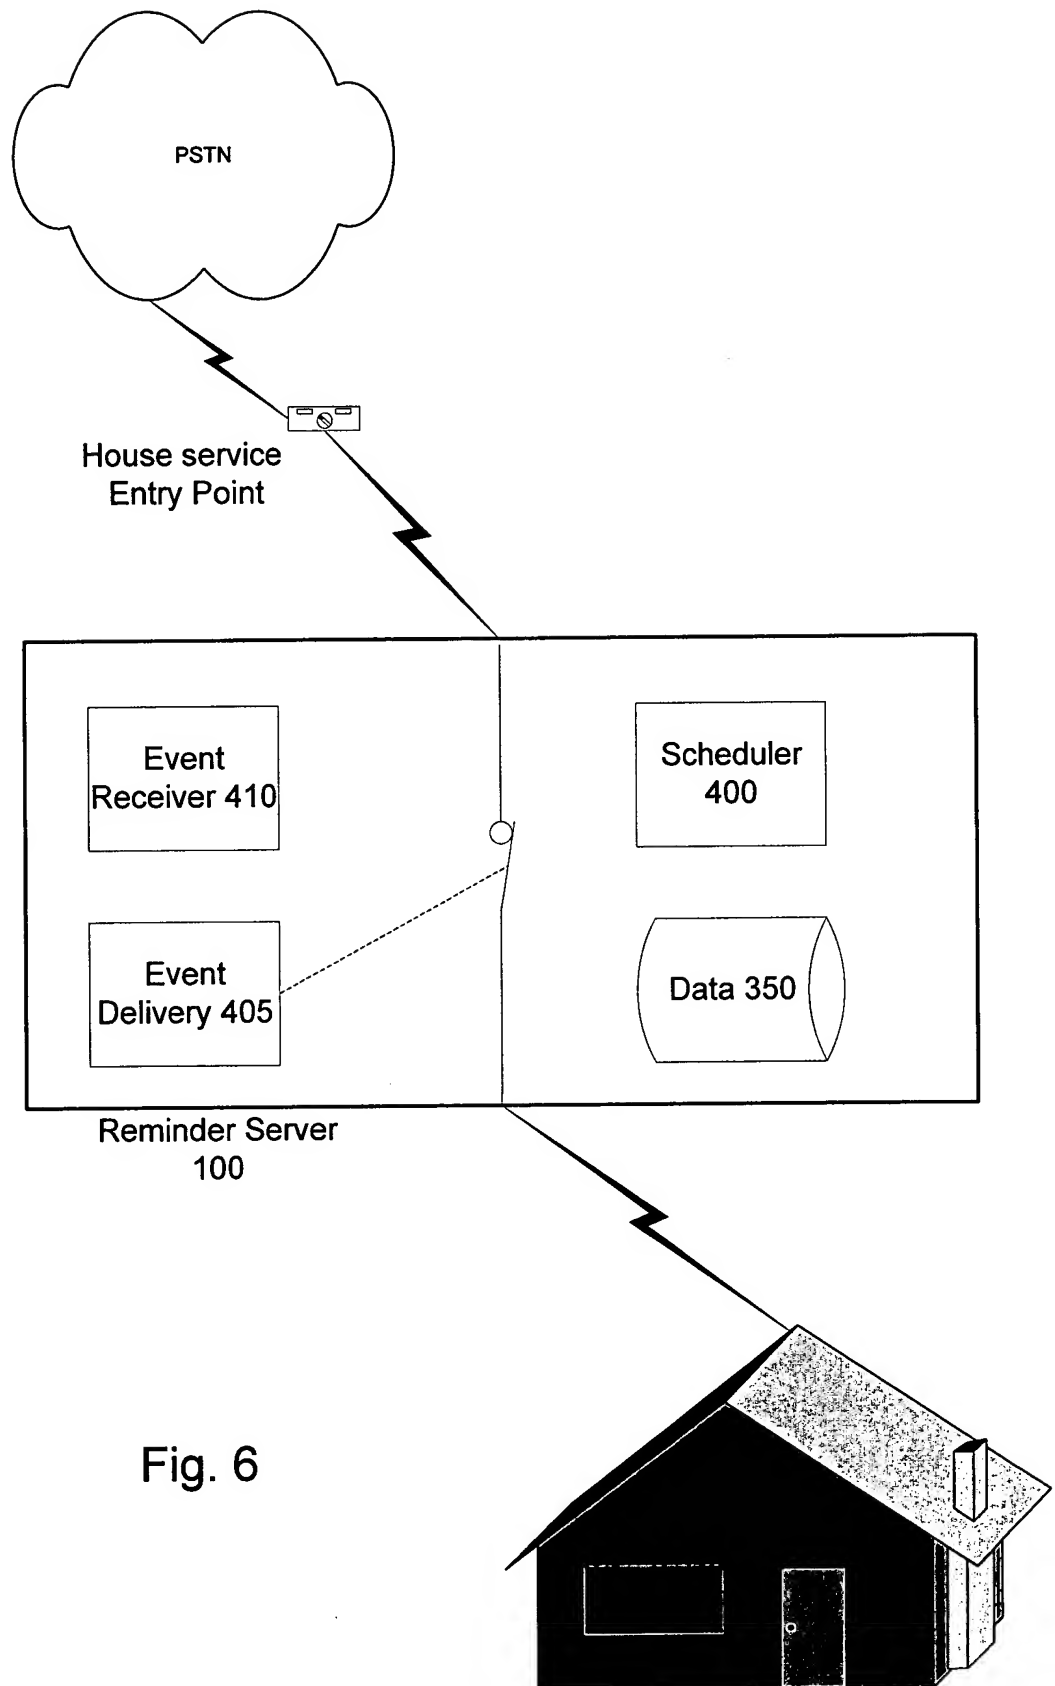 PSTN
House service
Entry Point
Event
Receiver 410
Scheduler
400
Event
Delivery 405
Data 350
Reminder Server
100
Fig. 6